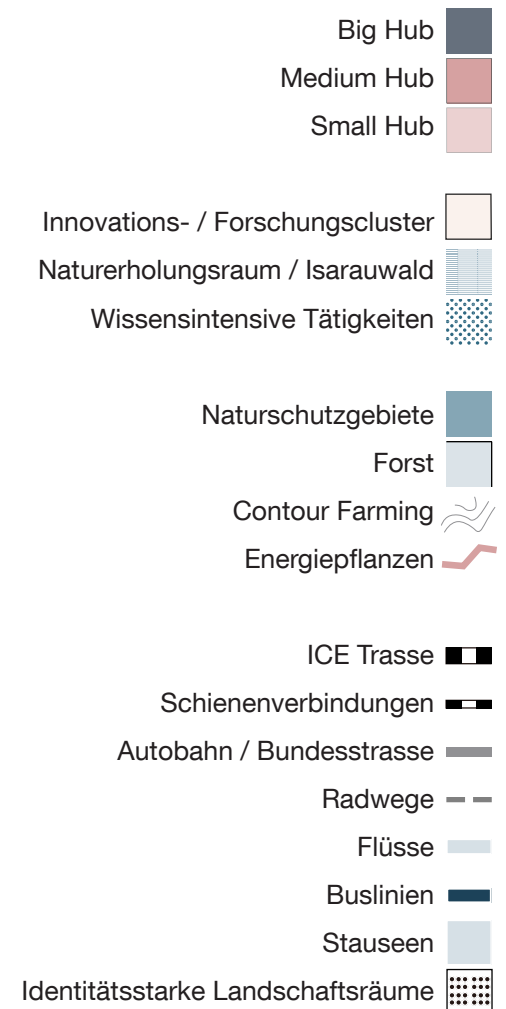 Big Hub
Medium Hub
Small Hub
Innovations- / Forschungscluster
Naturerholungsraum / Isarauwald
Wissensintensive Tätigkeiten
Naturschutzgebiete
Forst
Contour Farming
Energiepflanzen
ICE Trasse
Schienenverbindungen
Autobahn / Bundesstrasse
Radwege
Flüsse
Buslinien
Stauseen
Identitätsstarke Landschaftsräume